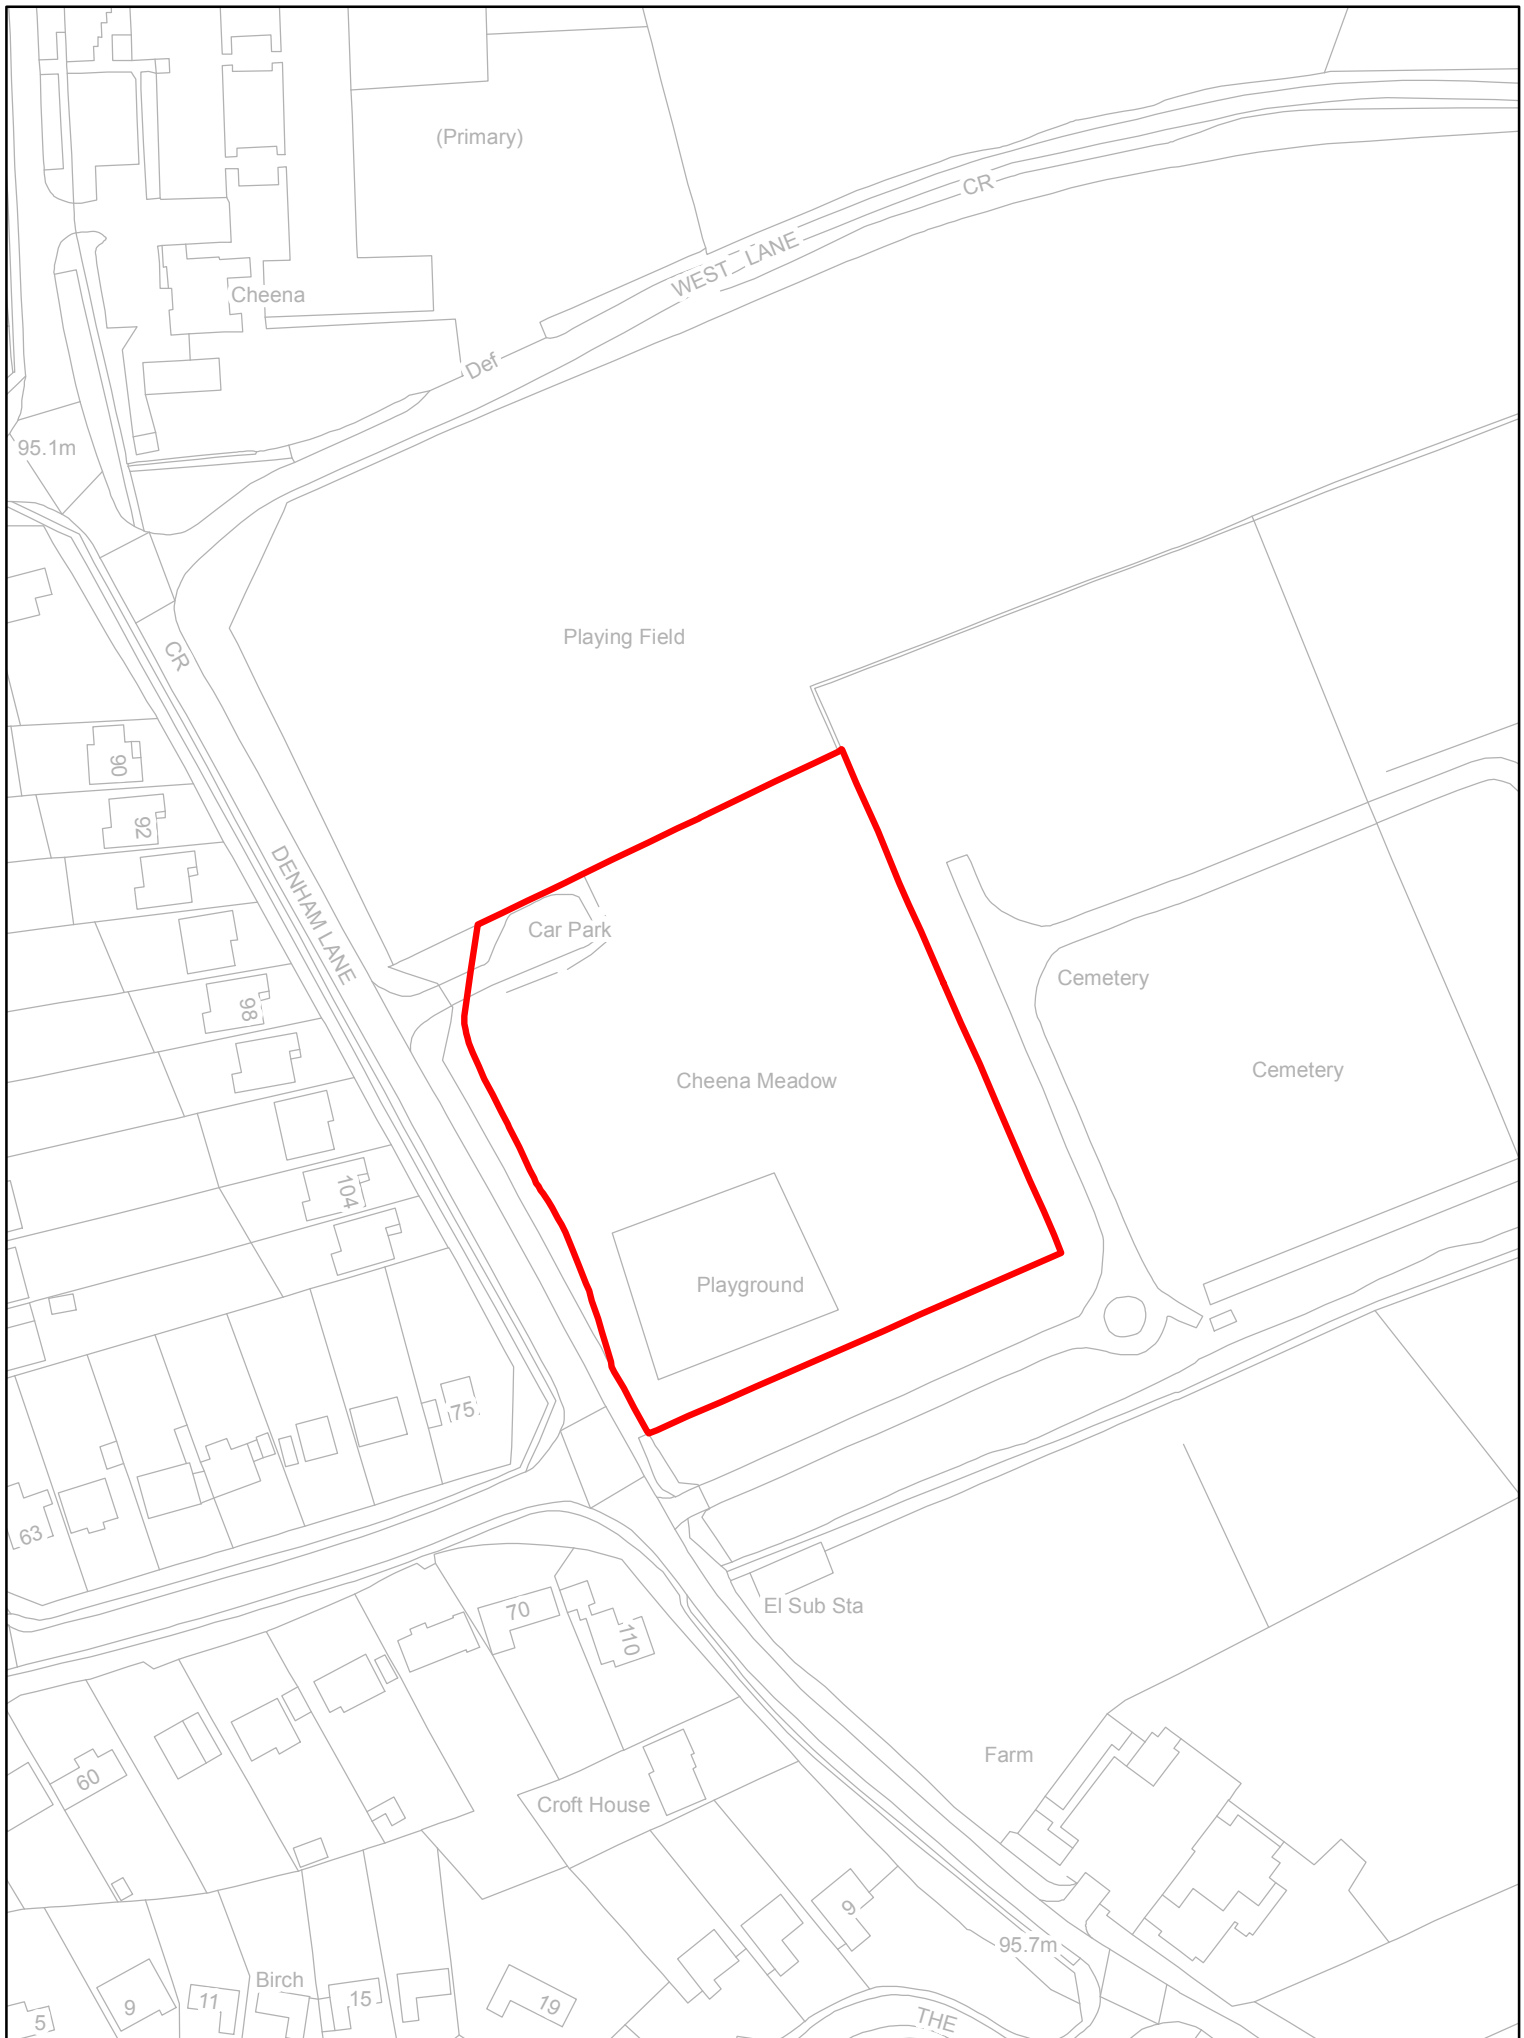 (Primary)
CR
WEST LANE
Cheena
Def
95.1m
Playing Field
CR
90
92
DENHAM LANE
Car Park
Cemetery
98
Cemetery
Cheena Meadow
104
Playground
75
63
El Sub Sta
70
110
Farm
60
Croft House
9
95.7m
Birch
9
11
15
19
5
THE